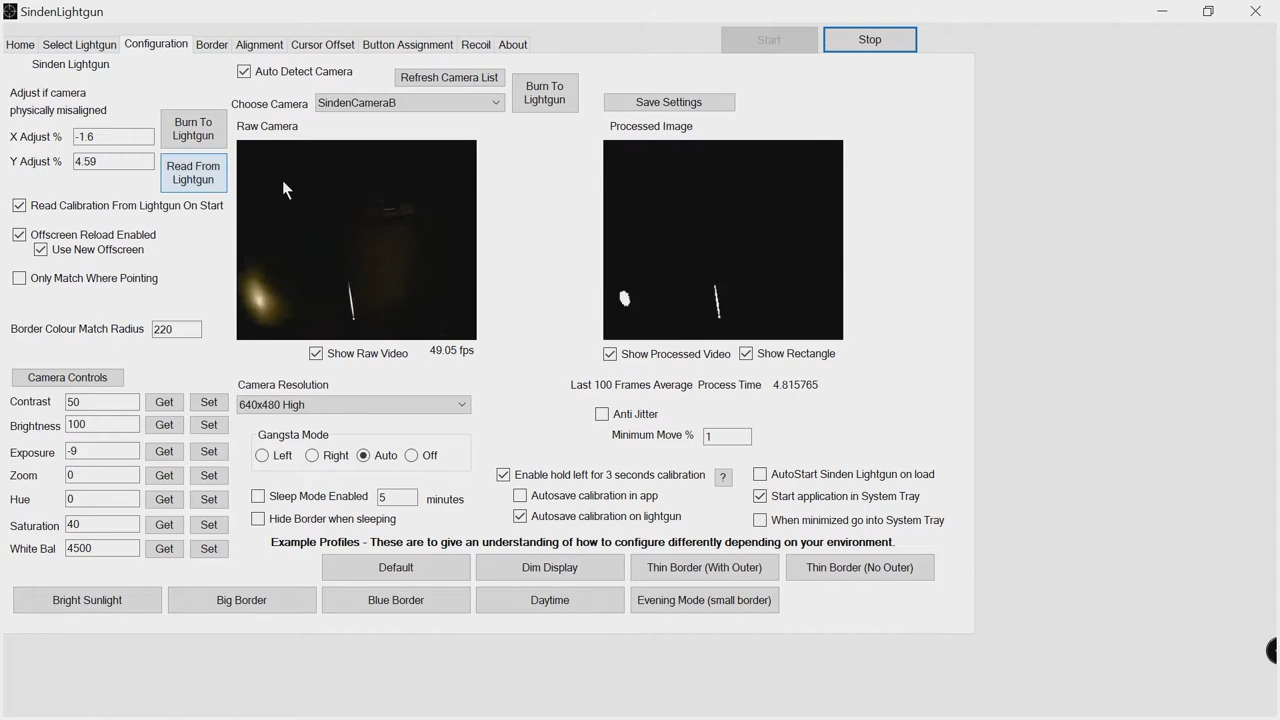 SindenLightgun
Home Select Lightgun Configuration Border Alignment Cursor Offset Button Assignment Recoil About
Start
Stop
Sinden Lightgun
Adjust if camera
physically misaligned
X Adjust % -1.6
Y Adjust % 4.59
Burn To
Lightgun
Read From
Lightgun
Read Calibration From Lightgun On Start
Offscreen Reload Enabled
Use New Offscreen
Only Match Where Pointing
Border Colour Match Radius 220
Camera Controls
Contrast 50 Get Set
Brightness 100 Get Set
Exposure -9 Get Set
Zoom 0 Get Set
Hue 0 Get Set
Saturation 40 Get Set
White Bal 4500 Get Set
Auto Detect Camera
Refresh Camera List
Choose Camera SindenCameraB
Burn To
Lightgun
Raw Camera
Show Raw Video 49.05 fps
Camera Resolution
640x480 High
Gangsta Mode
Left Right Auto Off
Sleep Mode Enabled 5 minutes
Hide Border when sleeping
Save Settings
Processed Image
Show Processed Video Show Rectangle
Last 100 Frames Average Process Time 4.815765
Anti Jitter
Minimum Move % 1
Enable hold left for 3 seconds calibration ?
Autosave calibration in app
Autosave calibration on lightgun
AutoStart Sinden Lightgun on load
Start application in System Tray
When minimized go into System Tray
Example Profiles - These are to give an understanding of how to configure differently depending on your environment.
Default Dim Display Thin Border (With Outer) Thin Border (No Outer)
Bright Sunlight Big Border Blue Border Daytime Evening Mode (small border)